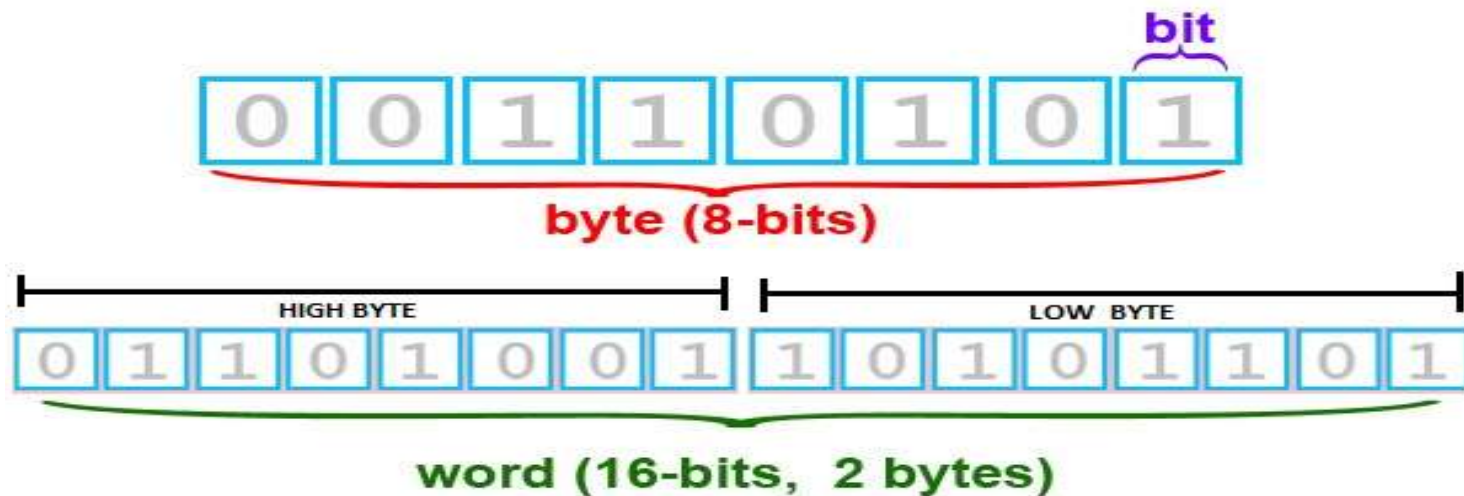 bit
0 0 1 1 0 1 0 1
byte (8-bits)
HIGH BYTE LOW BYTE
0 1 1 0 1 0 0 1 1 0 1 0 1 1 0 1
word (16-bits, 2 bytes)